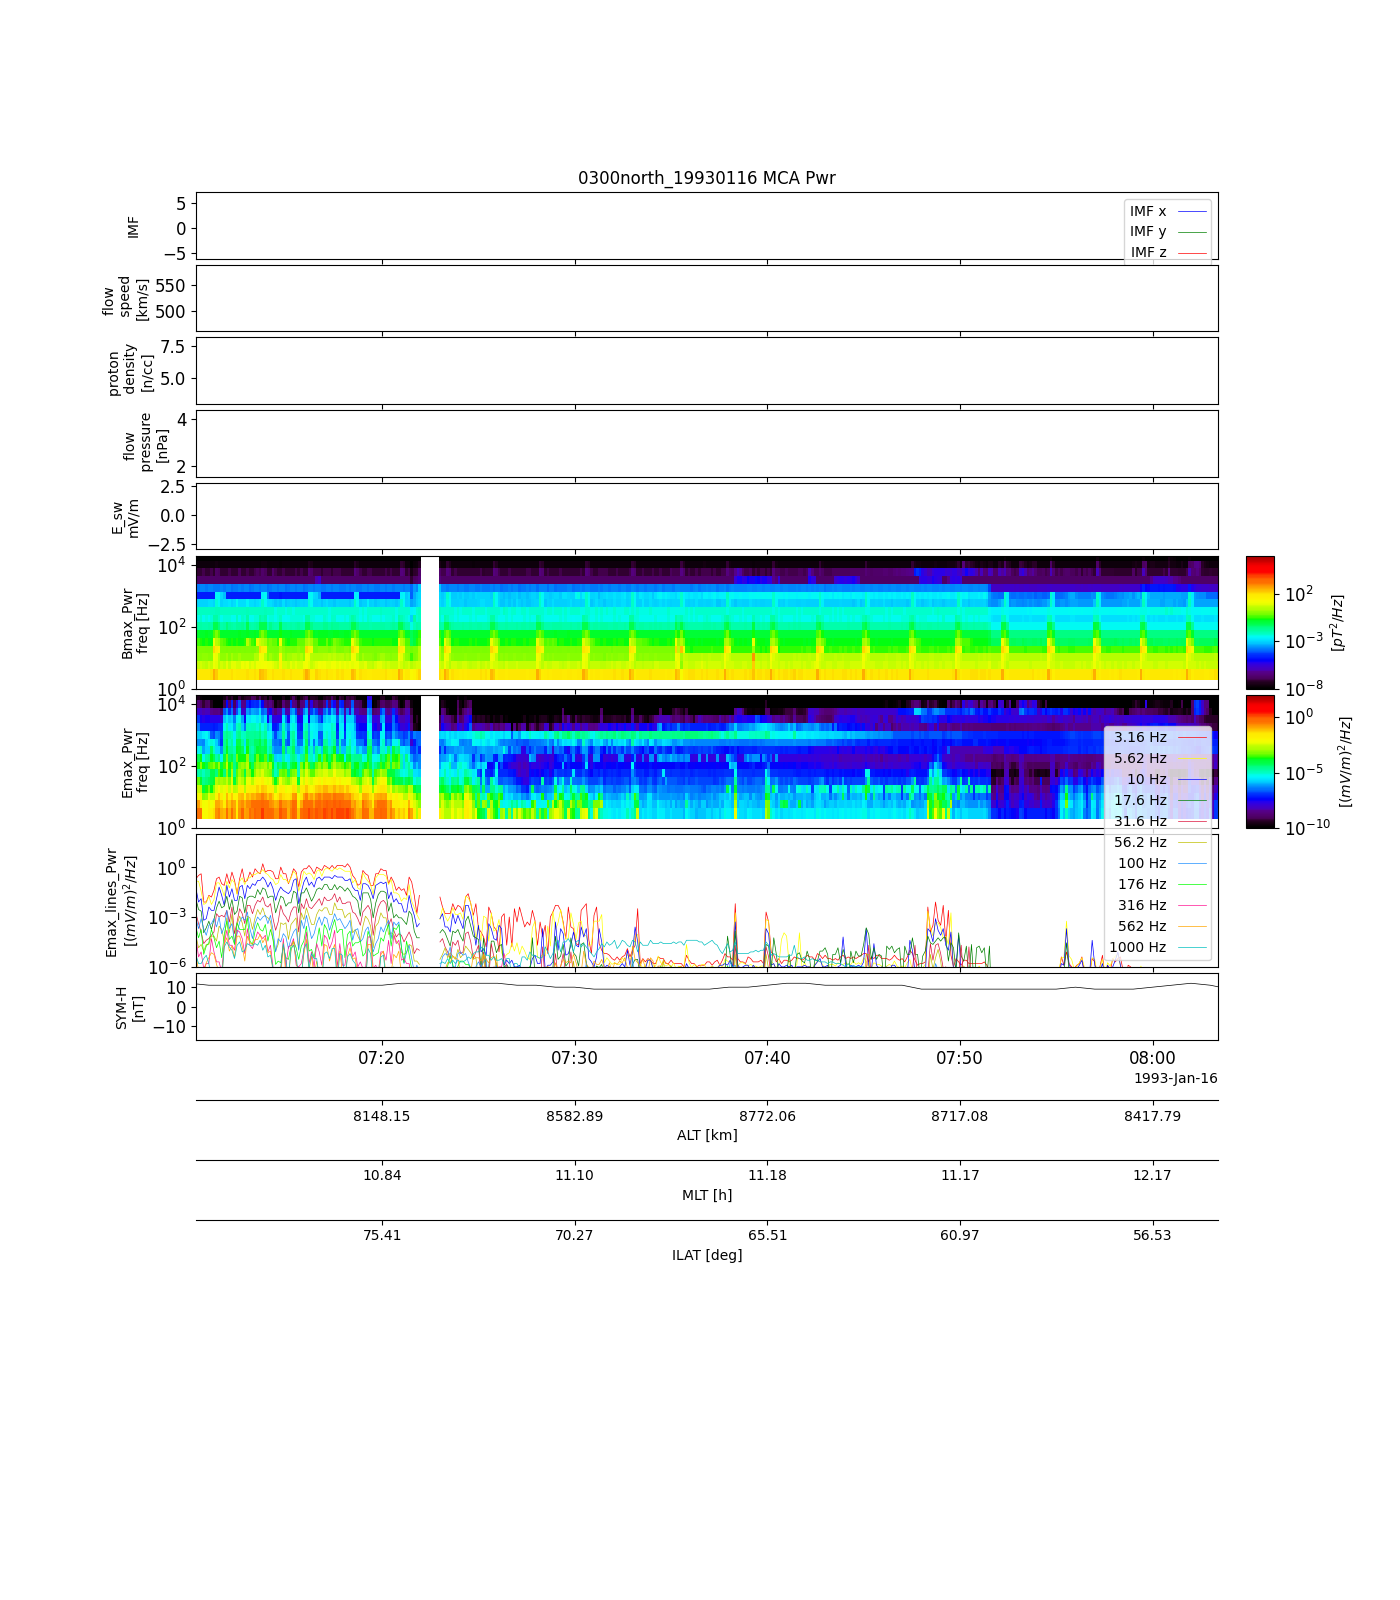 0300north_19930116 MCA Pwr
5
0
−5
IMF
IMF x
IMF y
IMF z
550
500
flow
speed
[km/s]
7.5
5.0
proton
density
[n/cc]
4
2
flow
pressure
[nPa]
2.5
0.0
−2.5
E_sw
mV/m
10^4
10^2
10^0
Bmax_Pwr
freq [Hz]
10^2
10^−3
10^−8
[pT^2/Hz]
10^4
10^2
10^0
Emax_Pwr
freq [Hz]
10^0
10^−5
10^−10
[(mV/m)^2/Hz]
3.16 Hz
5.62 Hz
10 Hz
17.6 Hz
31.6 Hz
56.2 Hz
100 Hz
176 Hz
316 Hz
562 Hz
1000 Hz
10^0
10^−3
10^−6
Emax_lines_Pwr
[(mV/m)^2/Hz]
10
0
−10
SYM-H
[nT]
07:20 07:30 07:40 07:50 08:00
1993-Jan-16
8148.15 8582.89 8772.06 8717.08 8417.79
ALT [km]
10.84 11.10 11.18 11.17 12.17
MLT [h]
75.41 70.27 65.51 60.97 56.53
ILAT [deg]